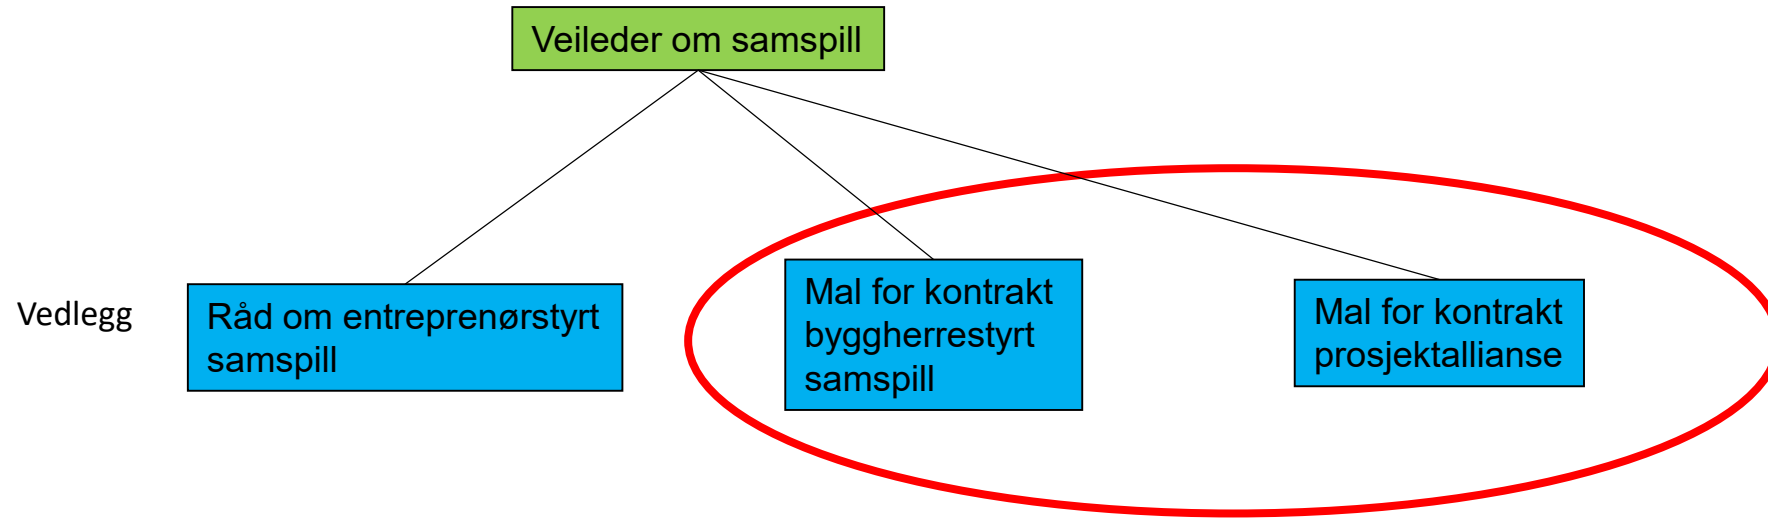 Veileder om samspill
Vedlegg
Råd om entreprenørstyrt
samspill
Mal for kontrakt
byggherrestyrt
samspill
Mal for kontrakt
prosjektallianse